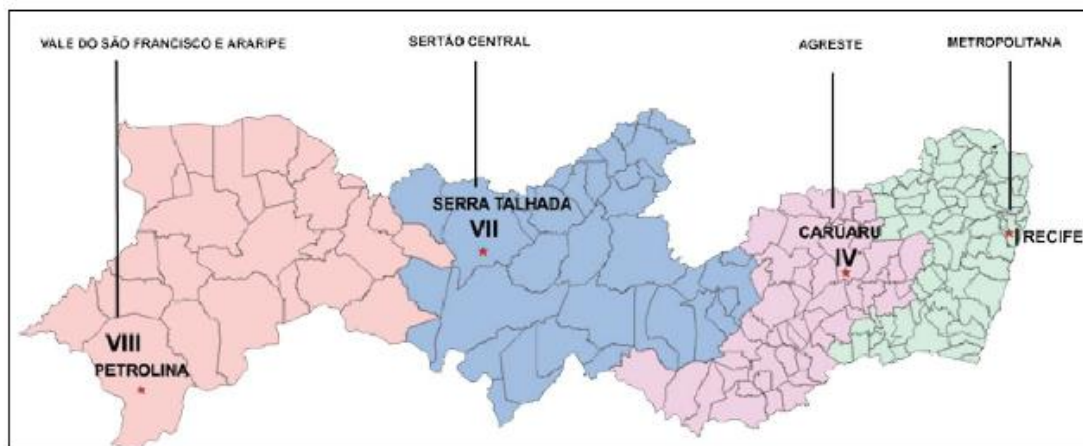 VALE DO SÃO FRANCISCO E ARARIPE
SERTÃO CENTRAL
AGRESTE
METROPOLITANA
SERRA TALHADA
VII
CARUARU
IV
I RECIFE
VIII
PETROLINA